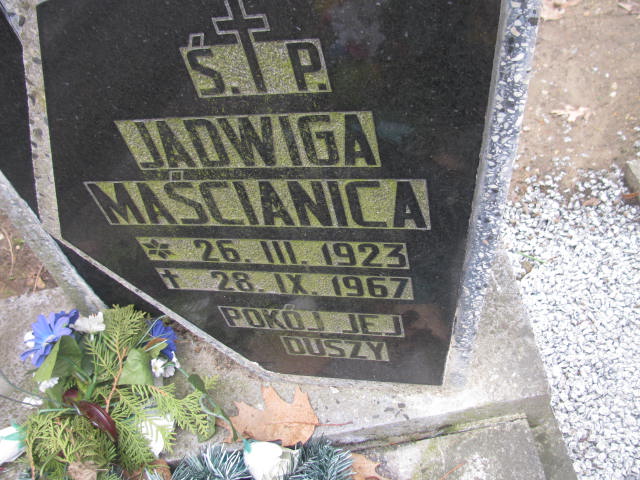 Ś. P.
JADWIGA
MAŚCIANICA
* 26. III. 1923
† 28. IX. 1967
POKÓJ JEJ
DUSZY